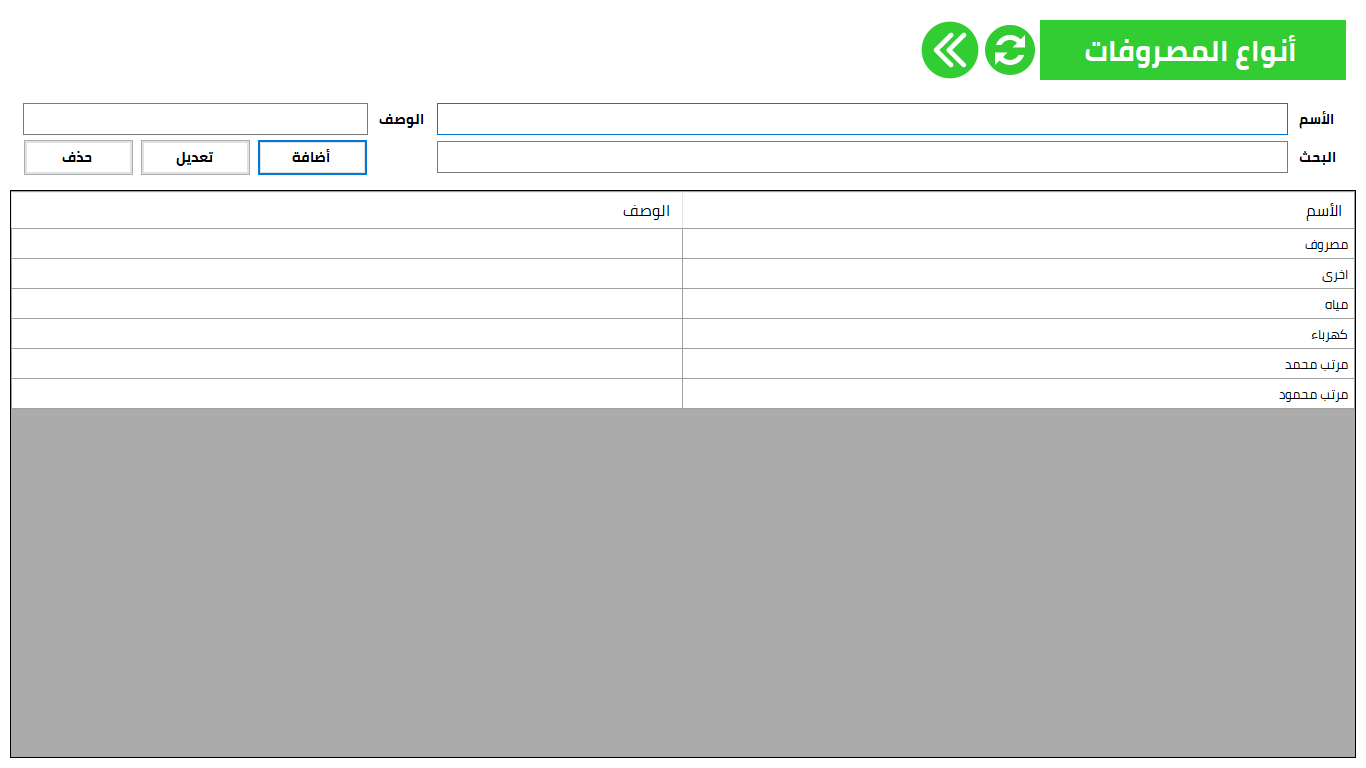 أنواع المصروفات
الأسم
الوصف
البحث
أضافة
تعديل
حذف
الأسم
الوصف
مصروف
اخرى
مياه
كهرباء
مرتب محمد
مرتب محمود